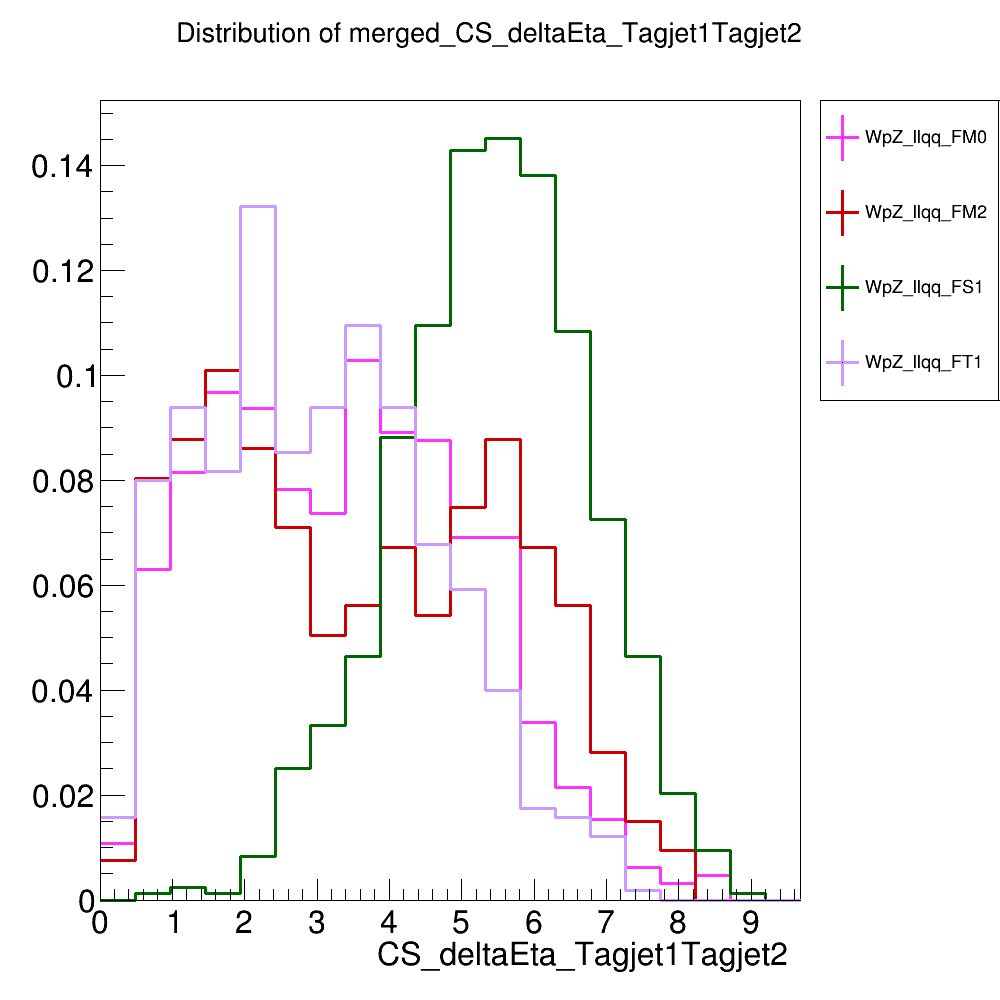 Distribution of merged_CS_deltaEta_Tagjet1Tagjet2
WpZ_llqq_FM0
WpZ_llqq_FM2
WpZ_llqq_FS1
WpZ_llqq_FT1
0.14
0.12
0.1
0.08
0.06
0.04
0.02
0
0 1 2 3 4 5 6 7 8 9
CS_deltaEta_Tagjet1Tagjet2